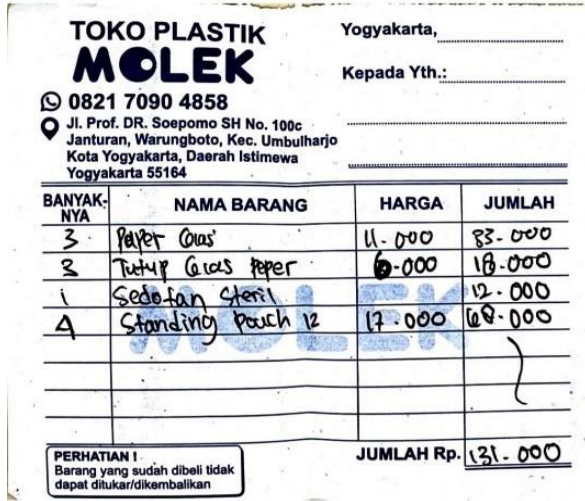 TOKO PLASTIK
MOLEK
0821 7090 4858
Jl. Prof. DR. Soepomo SH No. 100c
Janturan, Warungboto, Kec. Umbulharjo
Kota Yogyakarta, Daerah Istimewa
Yogyakarta 55164
Yogyakarta,
Kepada Yth.:
BANYAK-NYA NAMA BARANG HARGA JUMLAH
3 Paper Gelas 11.000 33.000
3 Tutup Gelas Peper 6.000 18.000
1 Sedotan Steril 12.000
4 Standing Pouch 12 17.000 68.000
MOLEK
JUMLAH Rp. 131.000
PERHATIAN !
Barang yang sudah dibeli tidak
dapat ditukar/dikembalikan